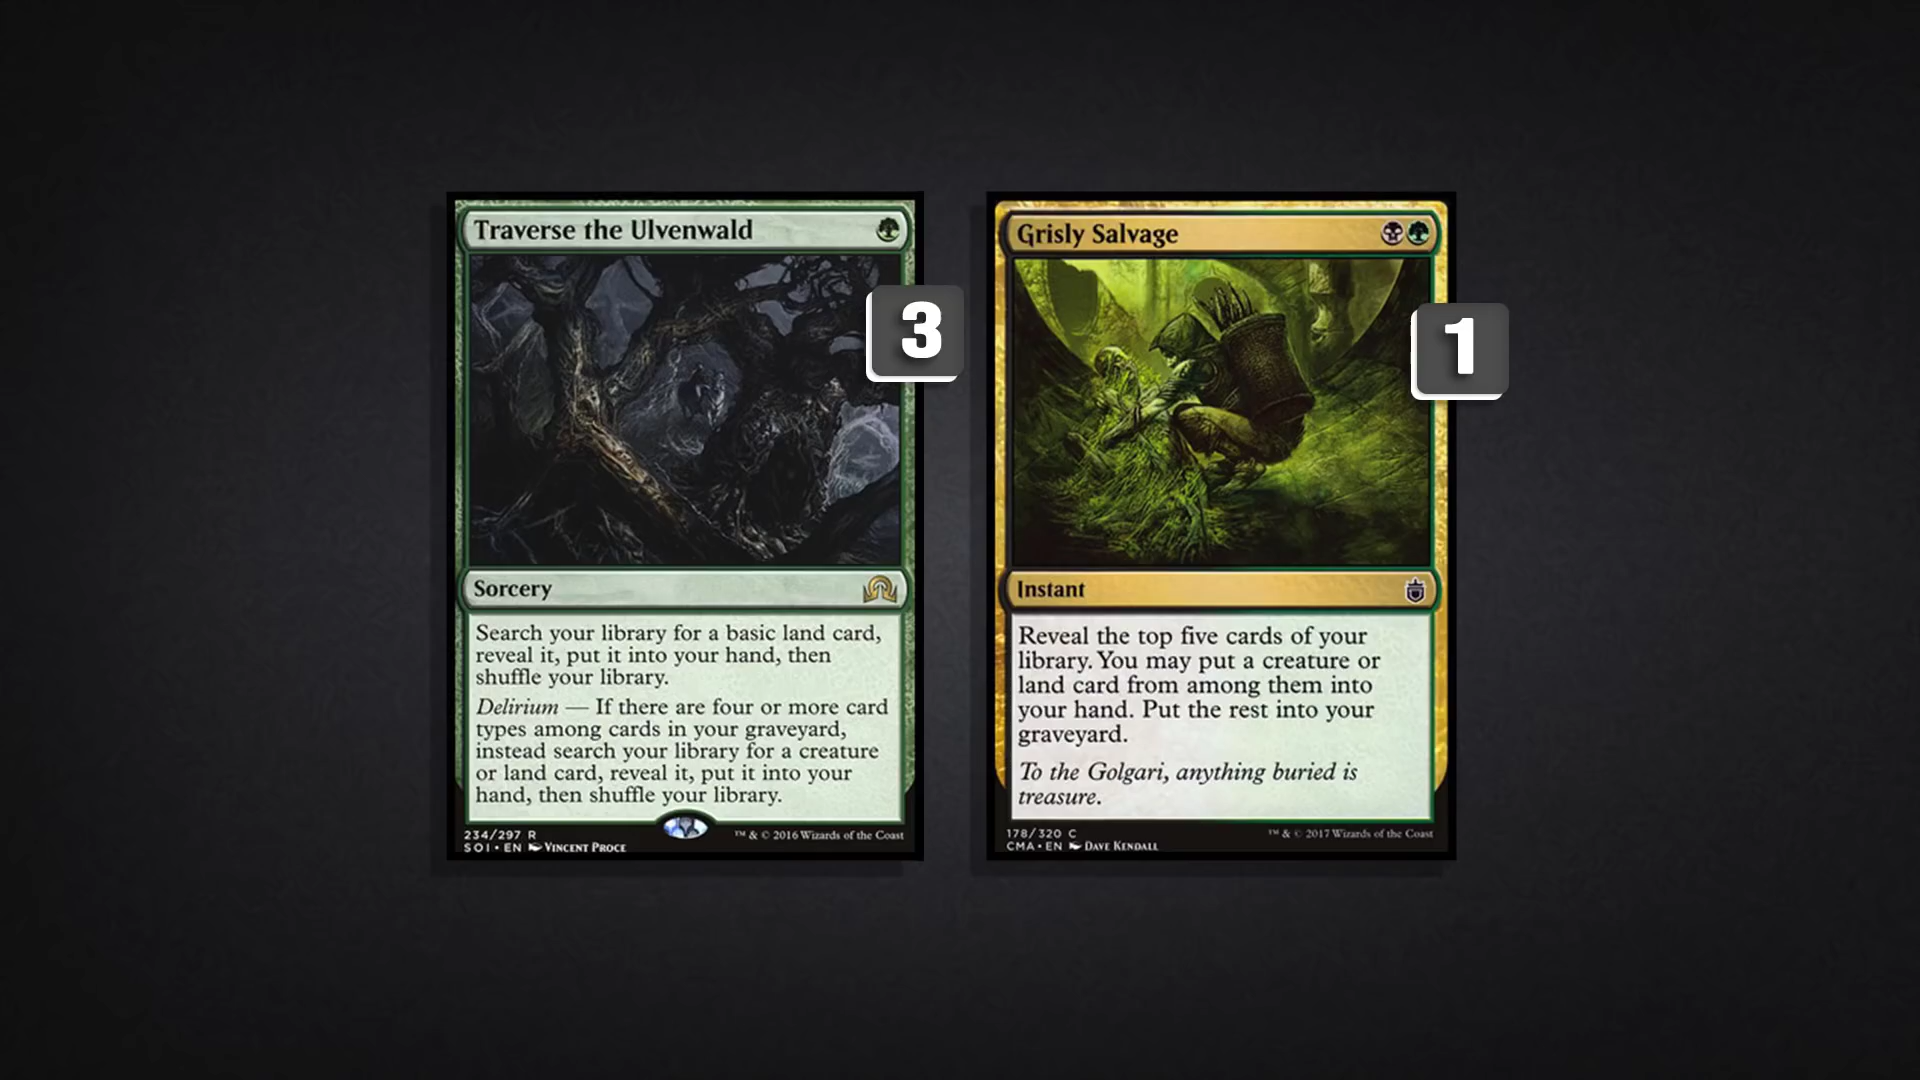 Traverse the Ulvenwald
3
Sorcery
Search your library for a basic land card,
reveal it, put it into your hand, then
shuffle your library.
Delirium — If there are four or more card
types among cards in your graveyard,
instead search your library for a creature
or land card, reveal it, put it into your
hand, then shuffle your library.
234/297 R
SOI • EN VINCENT PROCE
™ & © 2016 Wizards of the Coast
Grisly Salvage
1
Instant
Reveal the top five cards of your
library. You may put a creature or
land card from among them into
your hand. Put the rest into your
graveyard.
To the Golgari, anything buried is
treasure.
178/320 C
CMA • EN DAVE KENDALL
™ & © 2017 Wizards of the Coast